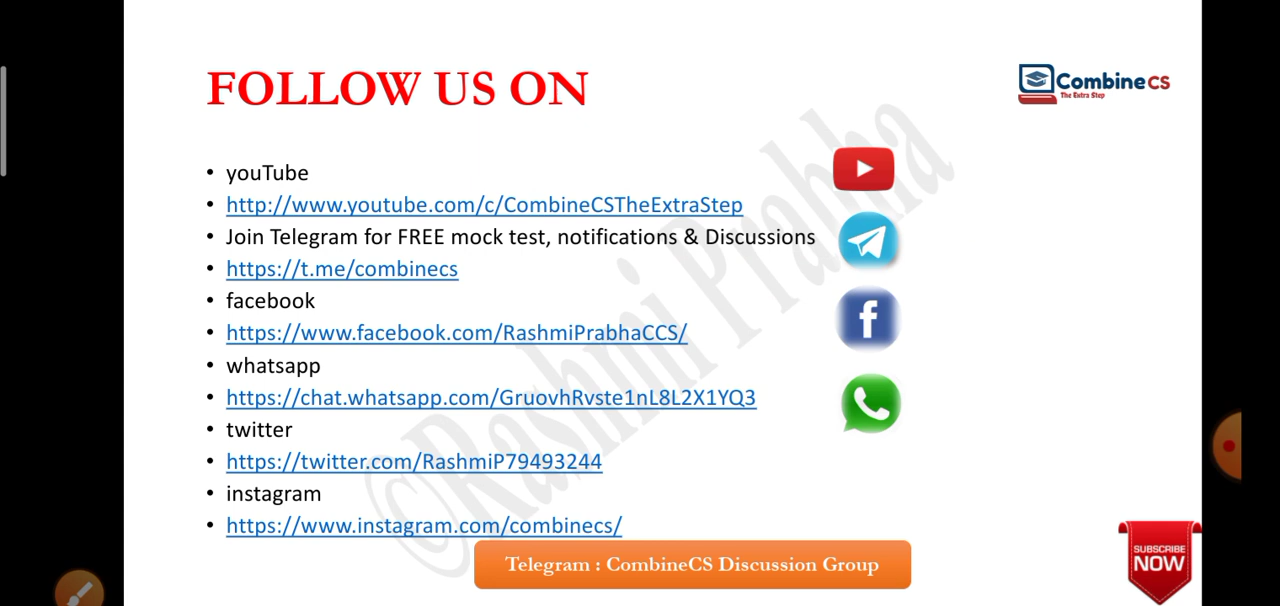 FOLLOW US ON
CombineCS
The Extra Step
• youTube
• http://www.youtube.com/c/CombineCSTheExtraStep
• Join Telegram for FREE mock test, notifications & Discussions
• https://t.me/combinecs
• facebook
• https://www.facebook.com/RashmiPrabhaCCS/
• whatsapp
• https://chat.whatsapp.com/GruovhRvste1nL8L2X1YQ3
• twitter
• https://twitter.com/RashmiP79493244
• instagram
• https://www.instagram.com/combinecs/
©Rashmi Prabha
Telegram : CombineCS Discussion Group
SUBSCRIBE
NOW